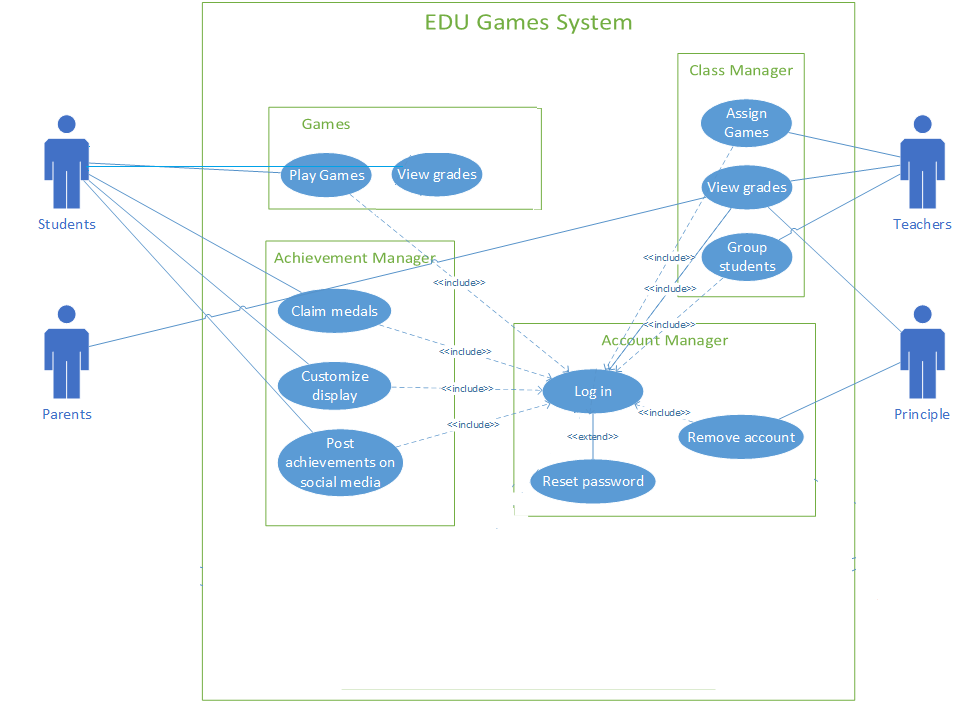 EDU Games System
Class Manager
Assign
Games
View grades
Group
students
Games
Play Games
View grades
Students
Teachers
Achievement Manager
Claim medals
Customize
display
Post
achievements on
social media
<<include>>
<<include>>
<<include>>
<<include>>
<<include>>
<<include>>
<<include>>
Account Manager
Log in
<<include>>
Remove account
<<extend>>
Reset password
Parents
Principle